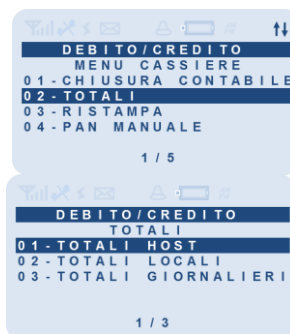 DEBITO/CREDITO
MENU CASSIERE
01-CHIUSURA CONTABILE
02-TOTALI
03-RISTAMPA
04-PAN MANUALE
1/5
DEBITO/CREDITO
TOTALI
01-TOTALI HOST
02-TOTALI LOCALI
03-TOTALI GIORNALIERI
1/3